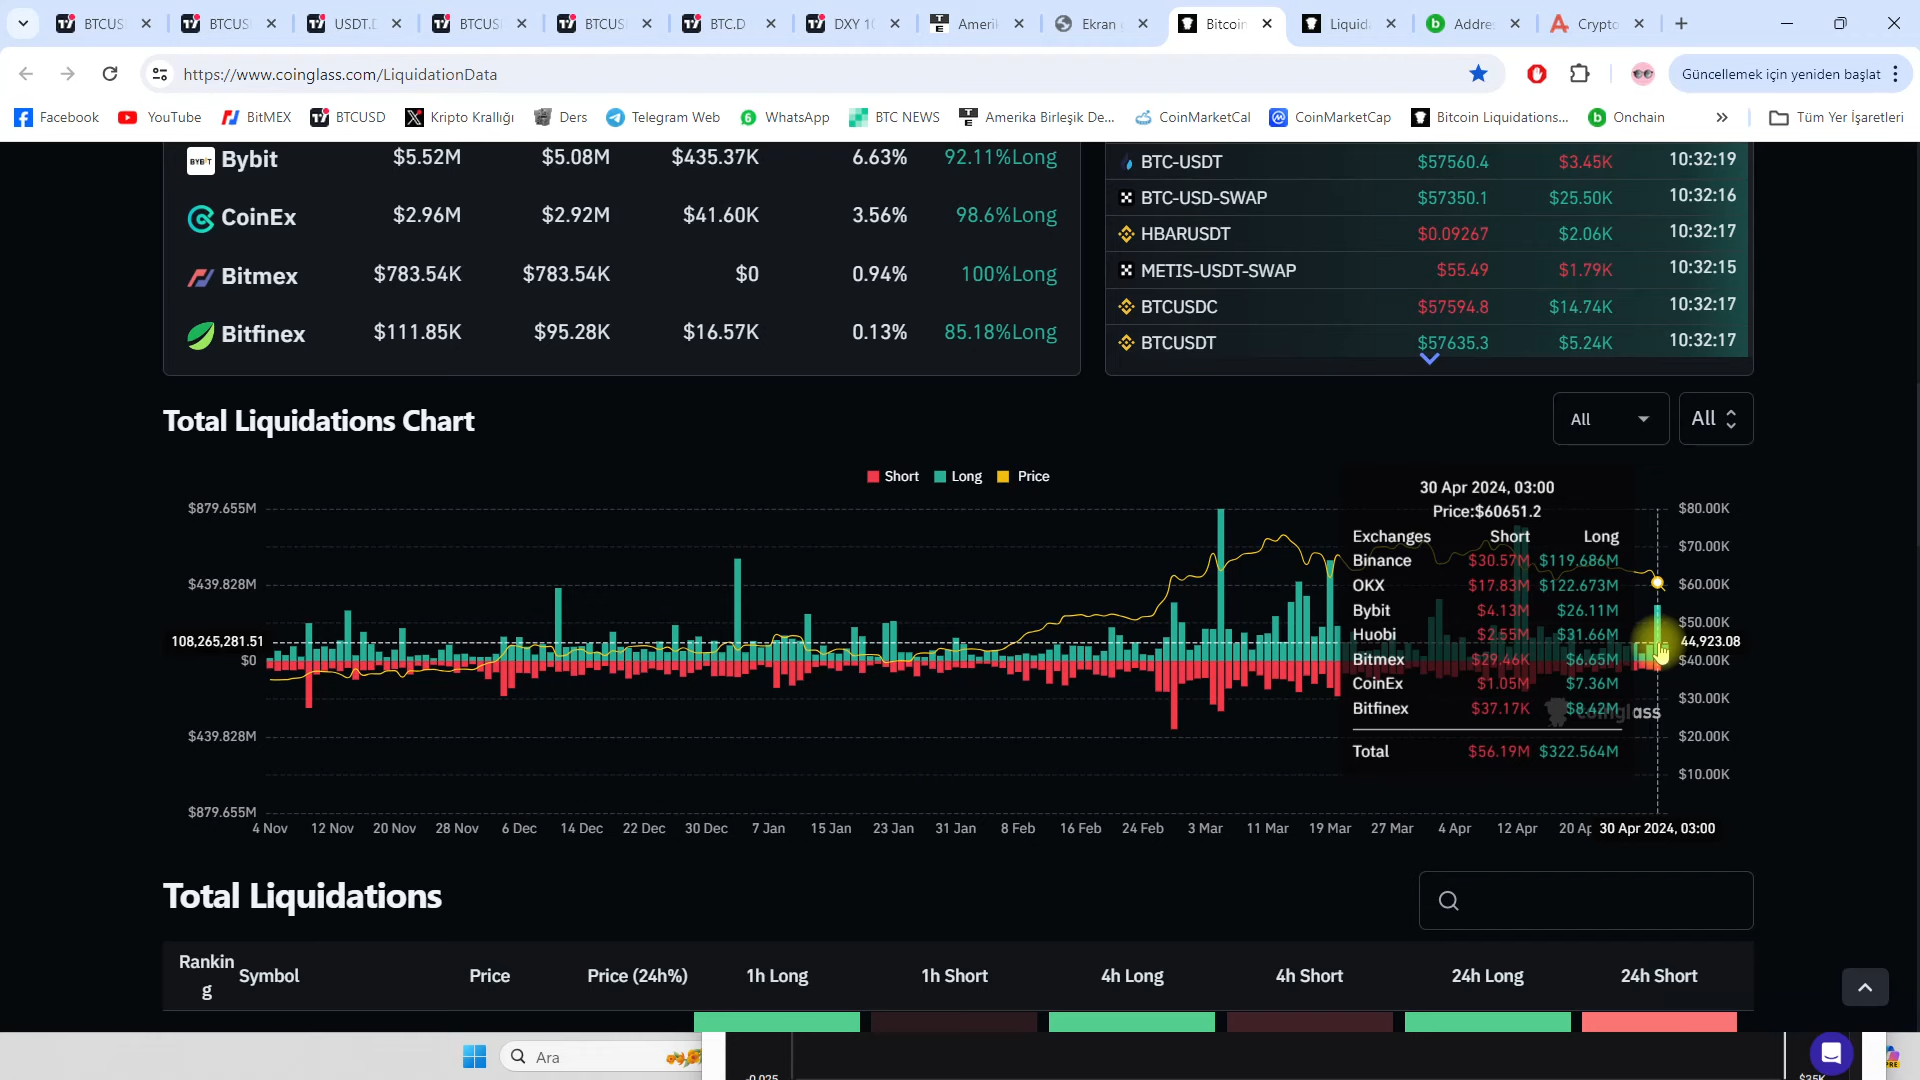 BTCUS
BTCUS
USDT.D
BTCUS
BTCUS
BTC.D
DXY 10
Amerik
Ekran
Bitcoin
Liquida
Addre
Crypto
https://www.coinglass.com/LiquidationData
Güncellemek için yeniden başlat
Facebook
YouTube
BitMEX
BTCUSD
Kripto Krallığı
Ders
Telegram Web
WhatsApp
BTC NEWS
Amerika Birleşik De...
CoinMarketCal
CoinMarketCap
Bitcoin Liquidations...
Onchain
Tüm Yer İşaretleri
BYBIT Bybit $5.52M $5.08M $435.37K 6.63% 92.11%Long
CoinEx $2.96M $2.92M $41.60K 3.56% 98.6%Long
Bitmex $783.54K $783.54K $0 0.94% 100%Long
Bitfinex $111.85K $95.28K $16.57K 0.13% 85.18%Long
BTC-USDT $57560.4 $3.45K 10:32:19
BTC-USD-SWAP $57350.1 $25.50K 10:32:16
HBARUSDT $0.09267 $2.06K 10:32:17
METIS-USDT-SWAP $55.49 $1.79K 10:32:15
BTCUSDC $57594.8 $14.74K 10:32:17
BTCUSDT $57635.3 $5.24K 10:32:17
Total Liquidations Chart
All
All
Short Long Price
$879.655M
$439.828M
108,265,281.51
$0
$439.828M
$879.655M
30 Apr 2024, 03:00
Price:$60651.2
Exchanges Short Long
Binance $30.57M $119.686M
OKX $17.83M $122.673M
Bybit $4.13M $26.11M
Huobi $2.55M $31.66M
Bitmex $29.46K $6.65M
CoinEx $1.05M $7.36M
Bitfinex $37.17K $8.42M
Total $56.19M $322.564M
coinglass
$80.00K
$70.00K
$60.00K
$50.00K
44,923.08
$40.00K
$30.00K
$20.00K
$10.00K
4 Nov 12 Nov 20 Nov 28 Nov 6 Dec 14 Dec 22 Dec 30 Dec 7 Jan 15 Jan 23 Jan 31 Jan 8 Feb 16 Feb 24 Feb 3 Mar 11 Mar 19 Mar 27 Mar 4 Apr 12 Apr 20 Ap 30 Apr 2024, 03:00
Total Liquidations
Rankin
g
Symbol Price Price (24h%) 1h Long 1h Short 4h Long 4h Short 24h Long 24h Short
Ara
-0.025
$35K